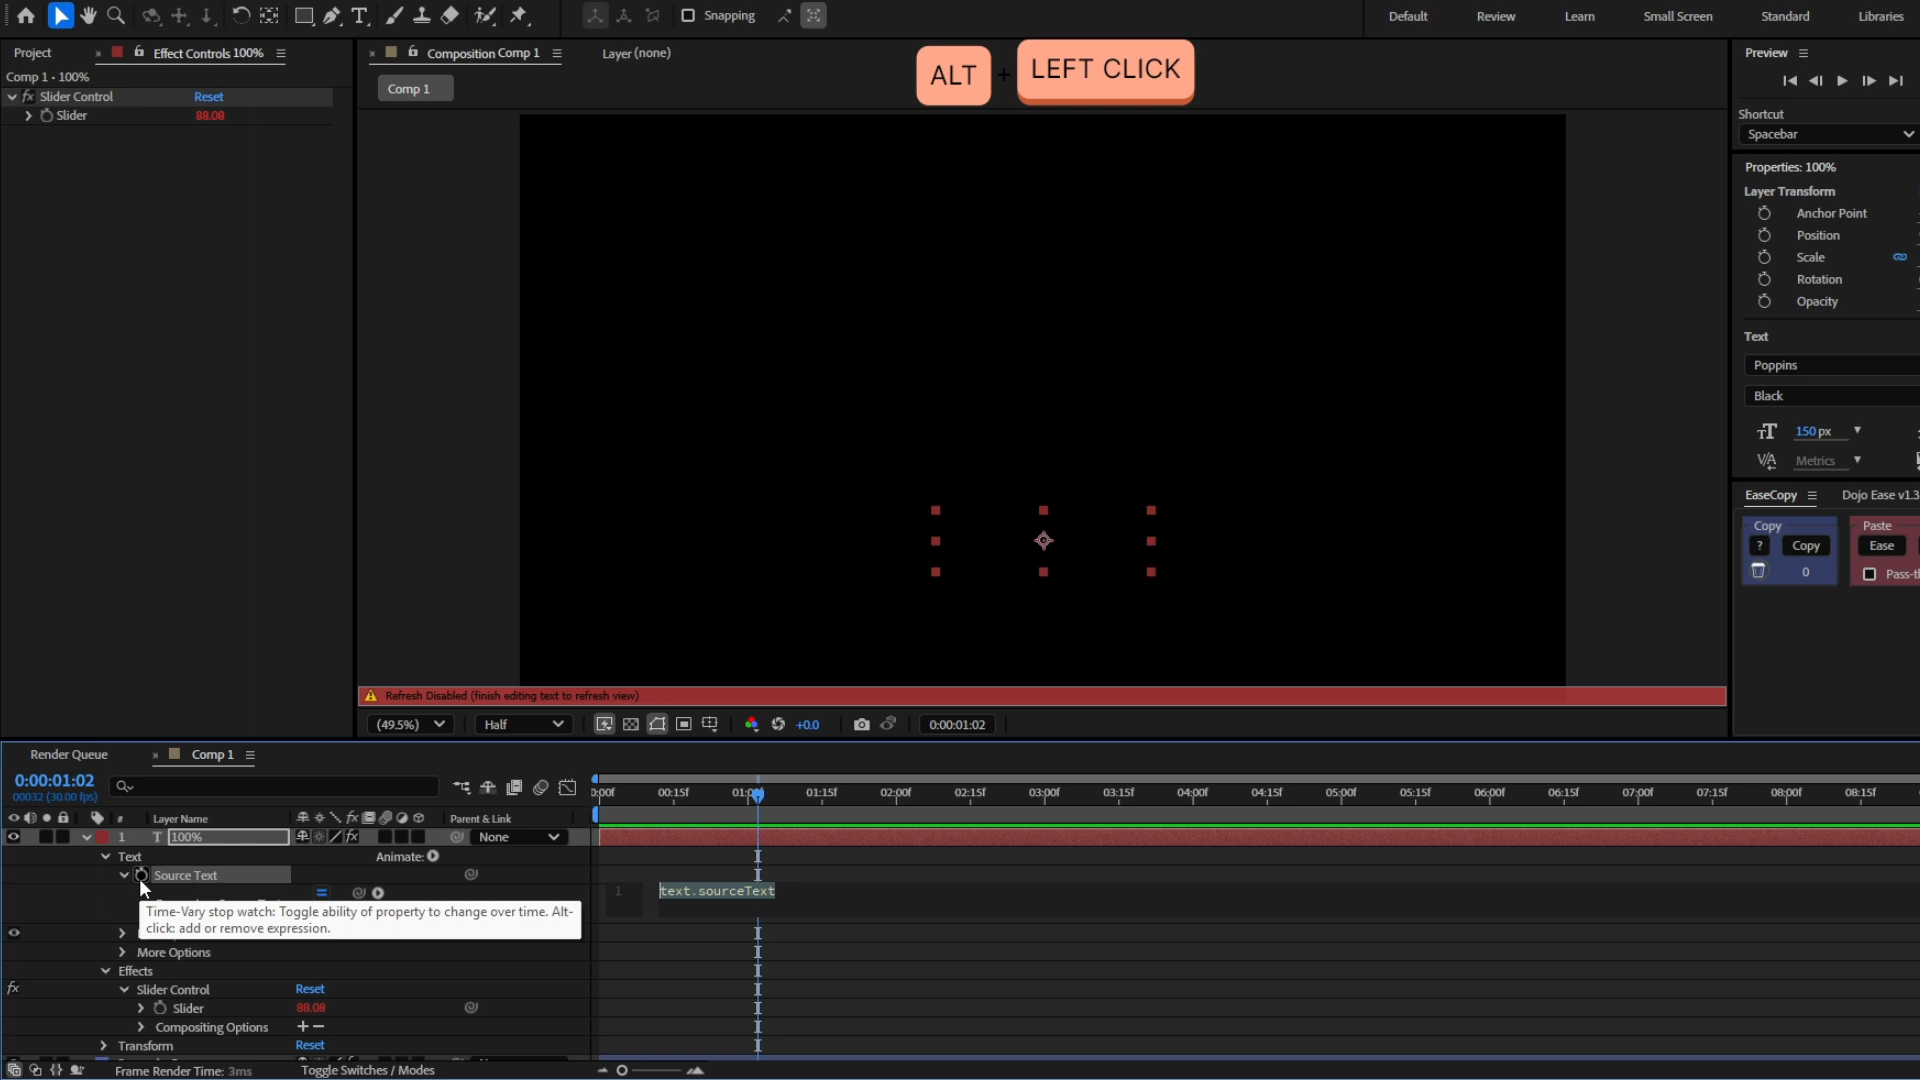 Snapping
Default
Review
Learn
Small Screen
Standard
Libraries
Project
Effect Controls 100%
Composition Comp 1
Layer (none)
ALT + LEFT CLICK
Preview
Comp 1 - 100%
Comp 1
fx Slider Control Reset
Slider 88.08
Shortcut
Spacebar
Properties: 100%
Layer Transform
Anchor Point
Position
Scale
Rotation
Opacity
Text
Poppins
Black
150 px
Metrics
EaseCopy
Dojo Ease v1.3
Copy
Paste
? Copy
Ease
0
Pass-t
Refresh Disabled (finish editing text to refresh view)
(49.5%)
Half
+0.0
0:00:01:02
Render Queue
Comp 1
0:00:01:02
00032 (30.00 fps)
:00f 00:15f 01:00f 01:15f 02:00f 02:15f 03:00f 03:15f 04:00f 04:15f 05:00f 05:15f 06:00f 06:15f 07:00f 07:15f 08:00f 08:15f
# Layer Name fx Parent & Link
1 T 100% fx None
Text Animate:
Source Text
1 text.sourceText
Time-Vary stop watch: Toggle ability of property to change over time. Alt-
click: add or remove expression.
More Options
Effects
fx Slider Control Reset
Slider 88.08
Compositing Options + −
Transform Reset
Frame Render Time: 3ms
Toggle Switches / Modes